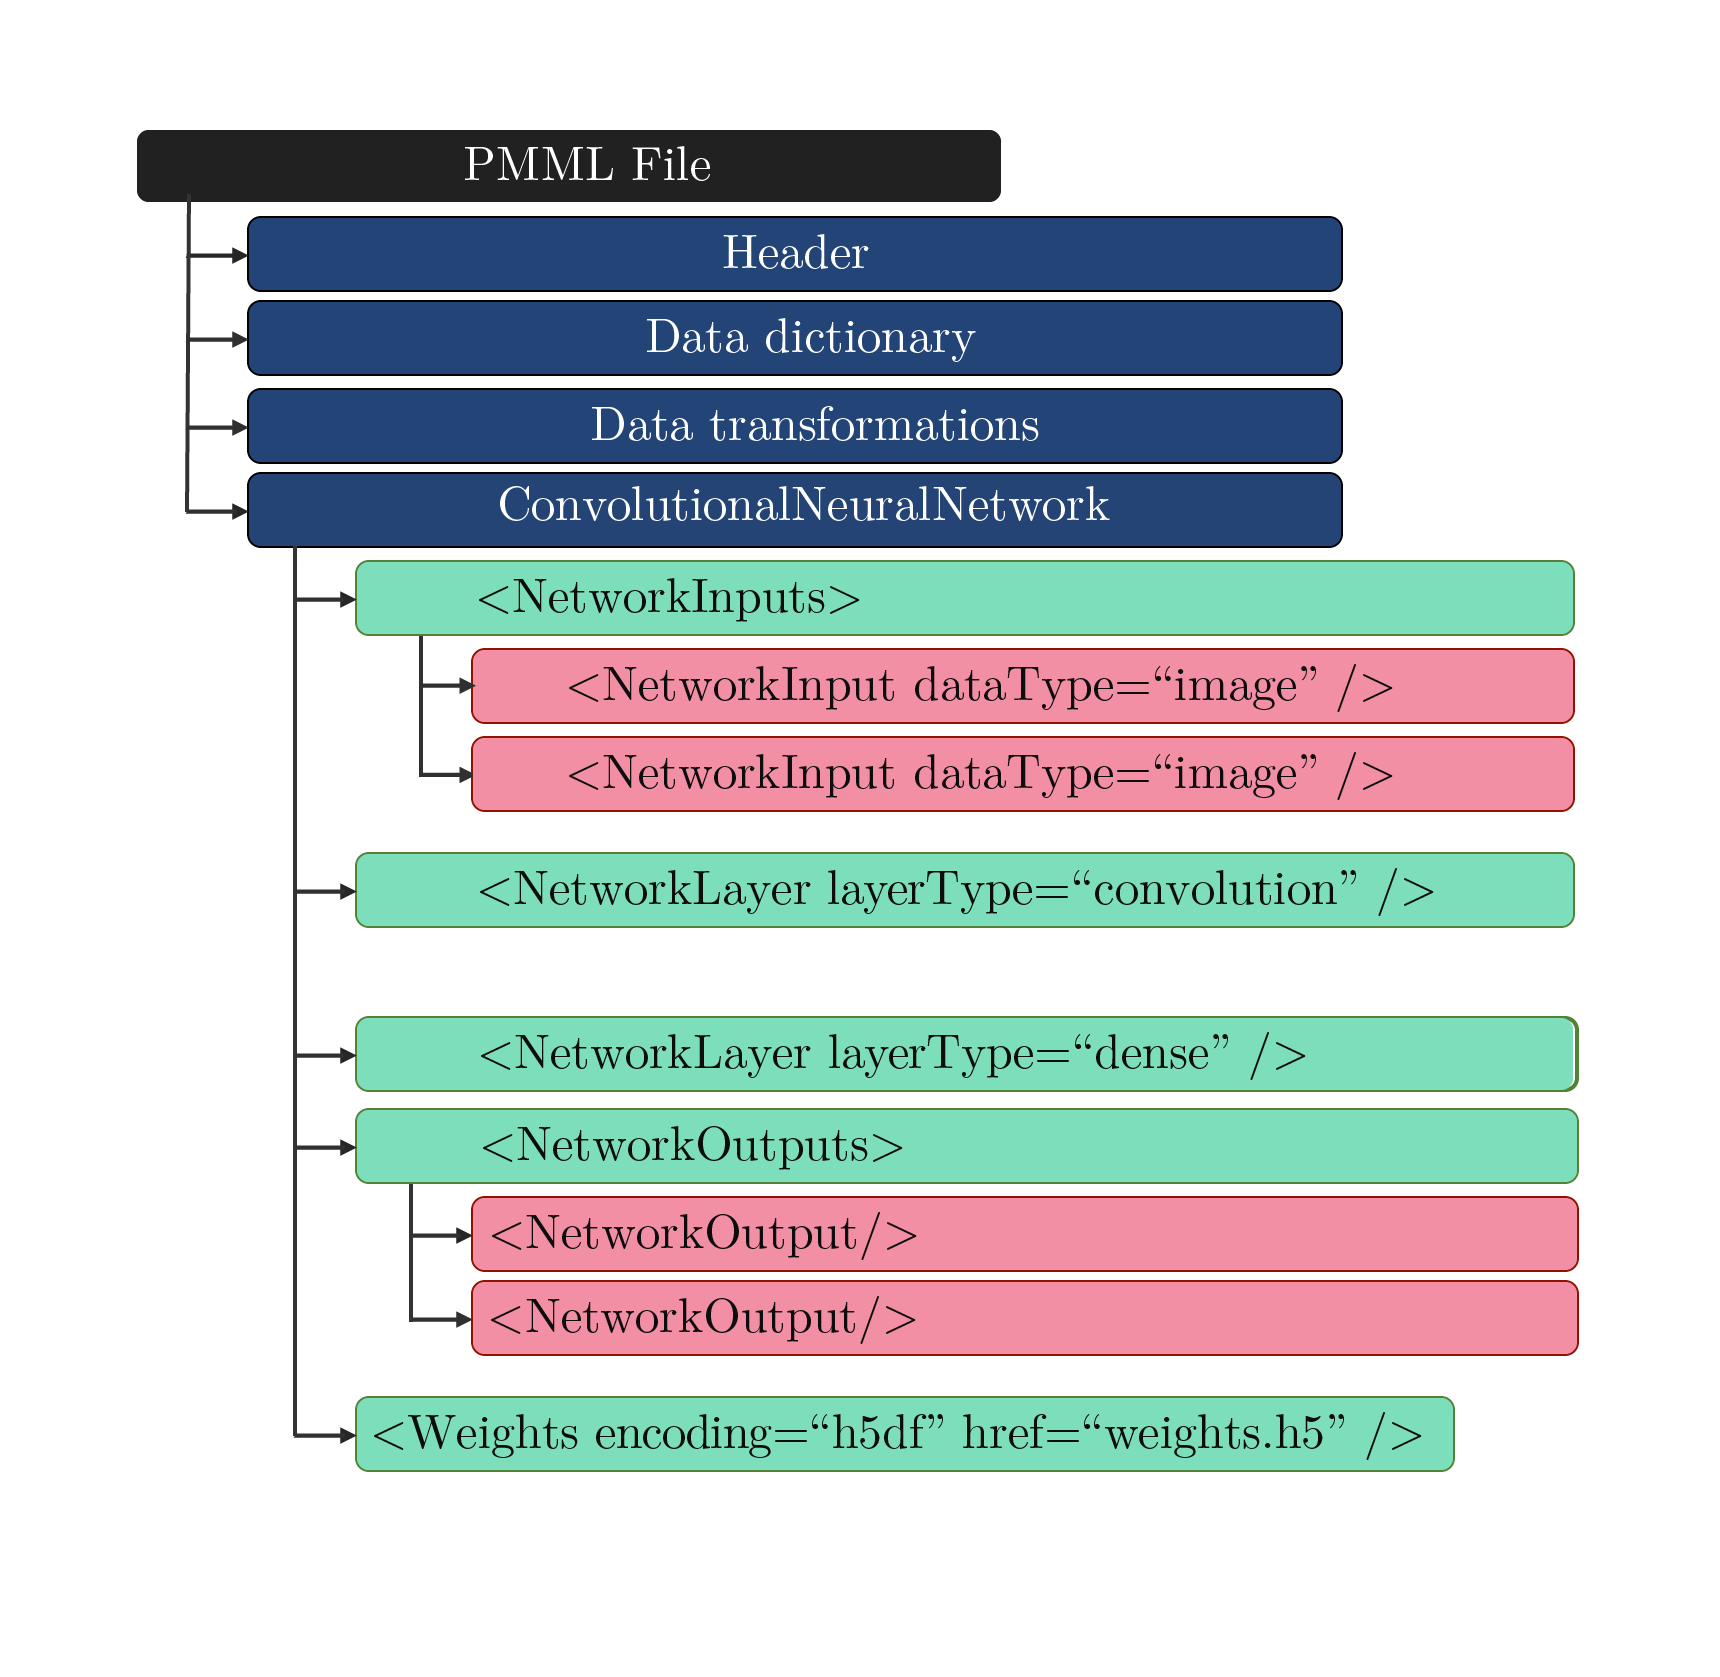 PMML File
Header
Data dictionary
Data transformations
ConvolutionalNeuralNetwork
<NetworkInputs>
<NetworkInput dataType=“image” />
<NetworkInput dataType=“image” />
<NetworkLayer layerType=“convolution” />
<NetworkLayer layerType=“dense” />
<NetworkOutputs>
<NetworkOutput/>
<NetworkOutput/>
<Weights encoding=“h5df” href=“weights.h5” />